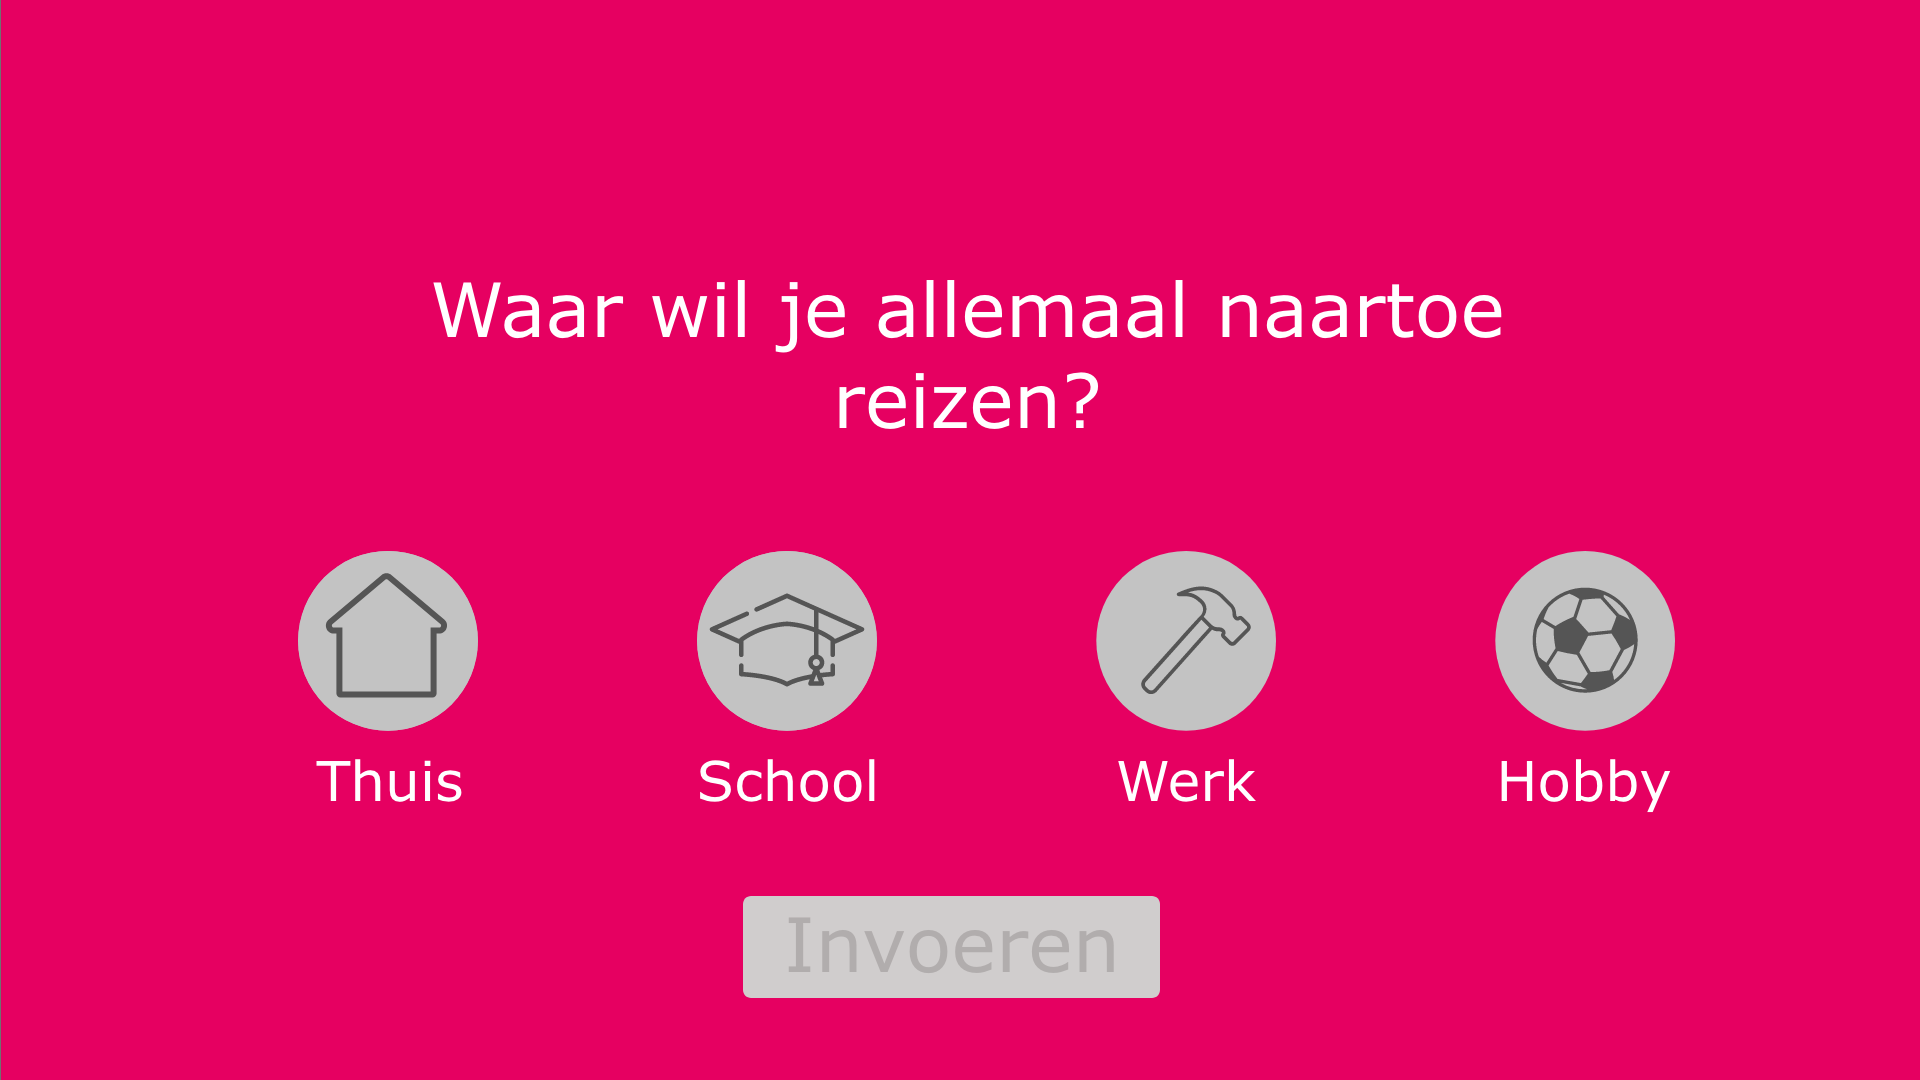 Waar wil je allemaal naartoe
reizen?
Thuis
School
Werk
Hobby
Invoeren